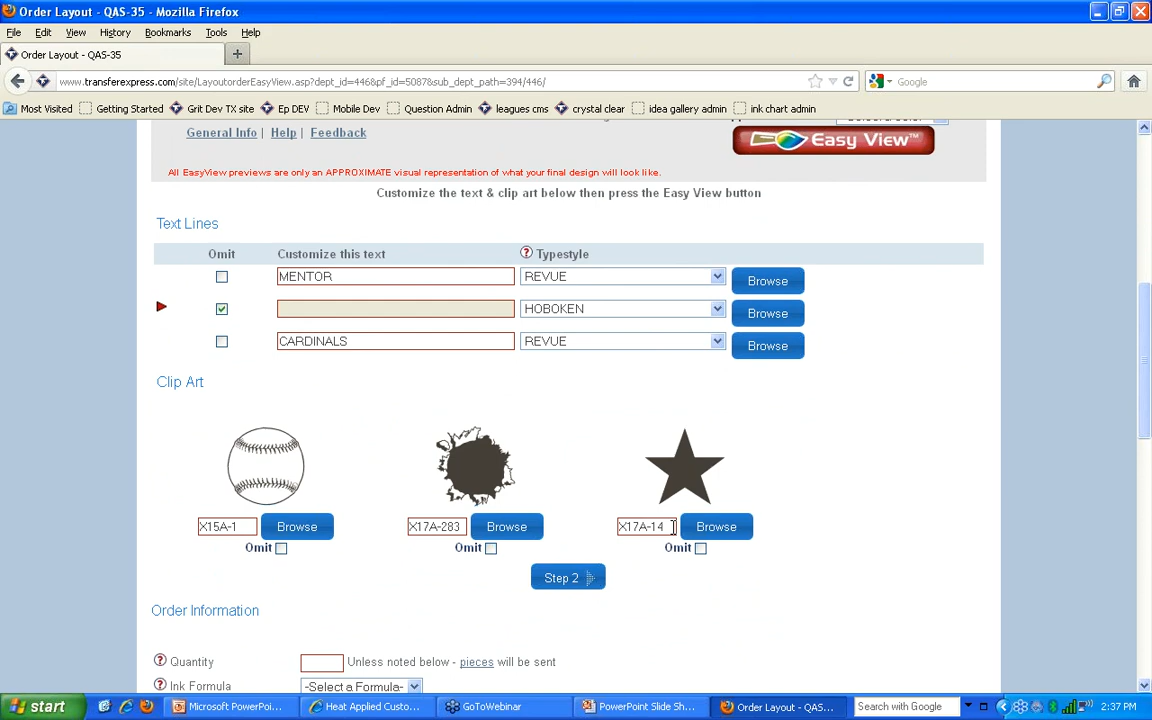 Order Layout - QAS-35 - Mozilla Firefox
File Edit View History Bookmarks Tools Help
Order Layout - QAS-35
www.transferexpress.com/site/LayoutorderEasyView.asp?dept_id=446&pf_id=5087&sub_dept_path=394/446/
Google
Most Visited Getting Started Grit Dev TX site Ep DEV Mobile Dev Question Admin leagues cms crystal clear idea gallery admin ink chart admin
General Info | Help | Feedback
Easy View™
All EasyView previews are only an APPROXIMATE visual representation of what your final design will look like.
Customize the text & clip art below then press the Easy View button
Text Lines
Omit Customize this text ? Typestyle
MENTOR REVUE Browse
HOBOKEN Browse
CARDINALS REVUE Browse
Clip Art
X15A-1 Browse X17A-283 Browse X17A-14 Browse
Omit Omit Omit
Step 2
Order Information
? Quantity Unless noted below - pieces will be sent
? Ink Formula -Select a Formula-
start Microsoft PowerPoi... Heat Applied Custo... GoToWebinar PowerPoint Slide Sh... Order Layout - QAS-... Search with Google 2:37 PM